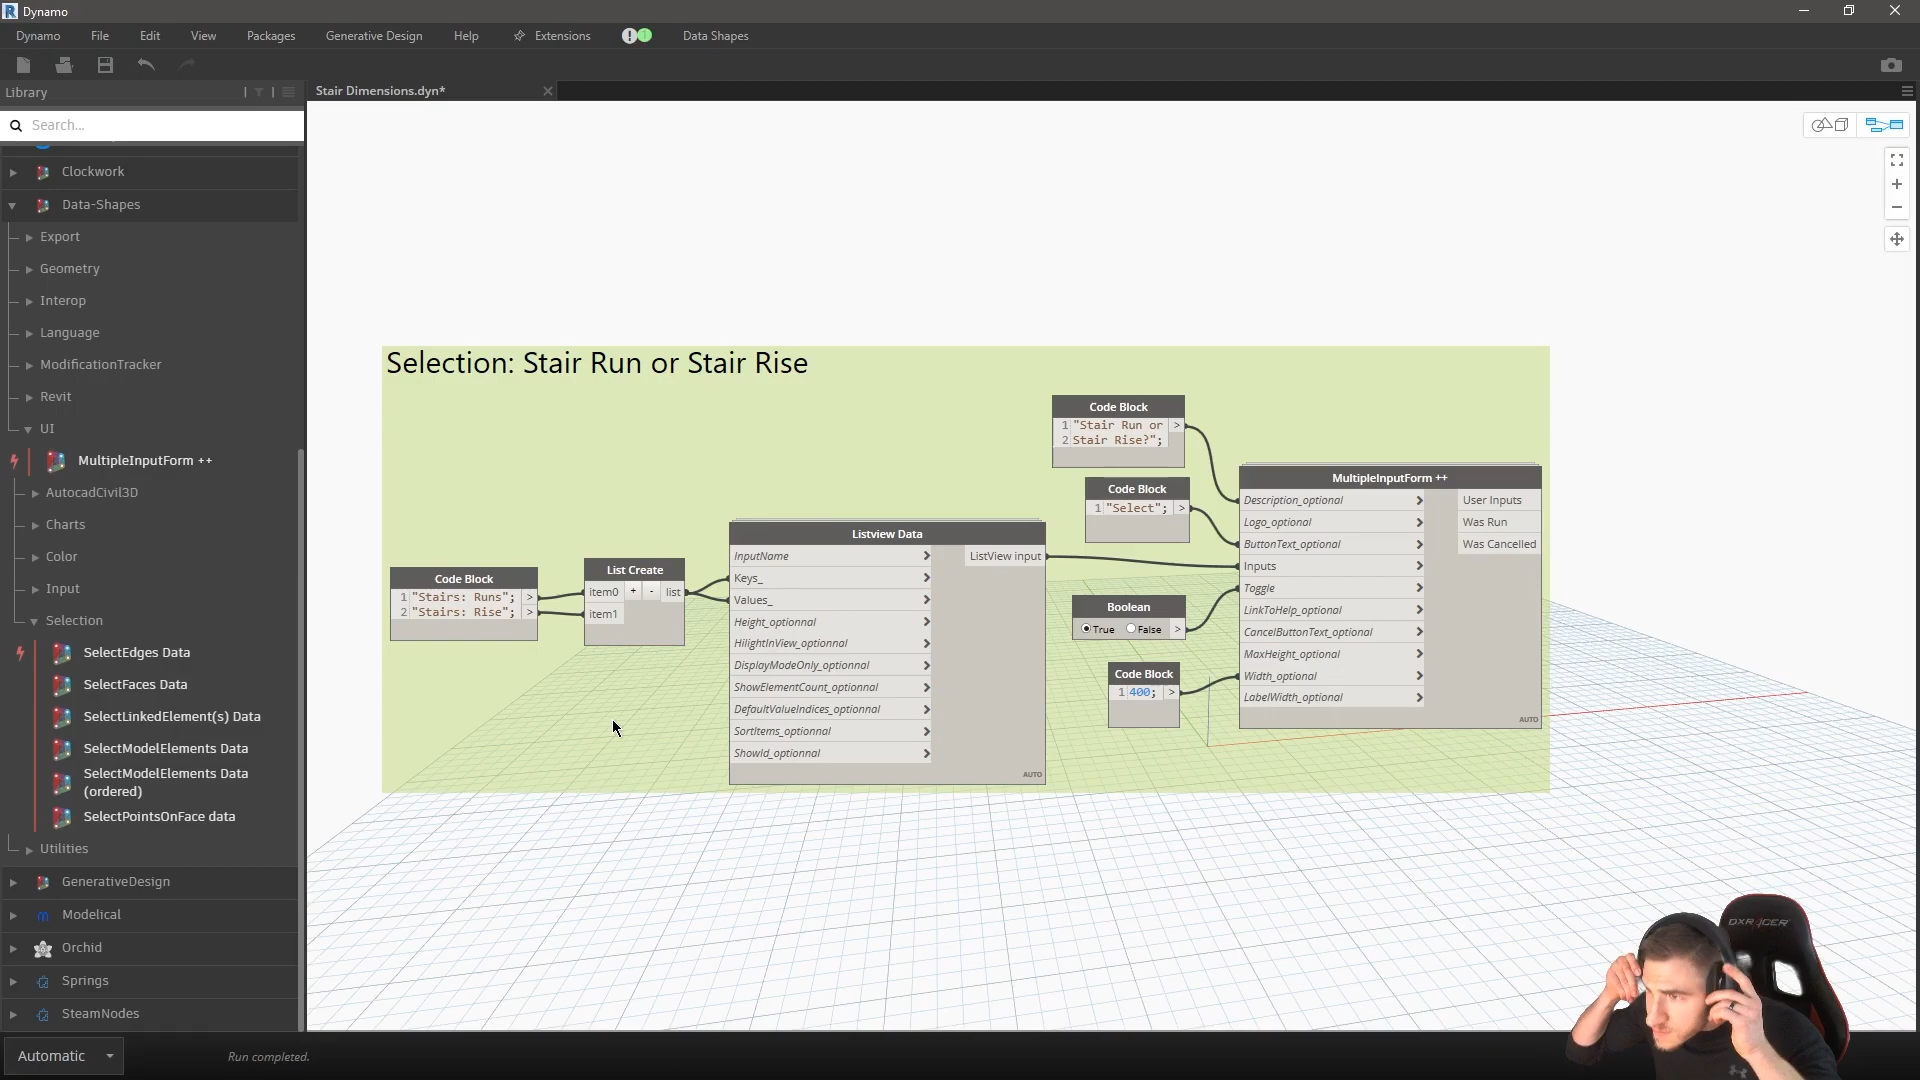 Dynamo
Dynamo File Edit View Packages Generative Design Help Extensions ! 1 Data Shapes
Library
Stair Dimensions.dyn*
Search...
Clockwork
Data-Shapes
Export
Geometry
Interop
Language
ModificationTracker
Revit
UI
MultipleInputForm ++
AutocadCivil3D
Charts
Color
Input
Selection
SelectEdges Data
SelectFaces Data
SelectLinkedElement(s) Data
SelectModelElements Data
SelectModelElements Data
(ordered)
SelectPointsOnFace data
Utilities
GenerativeDesign
Modelical
Orchid
Springs
SteamNodes
Automatic
Run completed.
Selection: Stair Run or Stair Rise
Code Block
1 "Stairs: Runs"; >
2 "Stairs: Rise"; >
List Create
item0 + - list
item1
Listview Data
InputName > ListView input
Keys_ >
Values_ >
Height_optionnal >
HilightInView_optionnal >
DisplayModeOnly_optionnal >
ShowElementCount_optionnal >
DefaultValueIndices_optionnal >
SortItems_optionnal >
ShowId_optionnal >
AUTO
Code Block
1 "Stair Run or >
2 Stair Rise?";
Code Block
1 "Select"; >
Boolean
True False >
Code Block
1 400; >
MultipleInputForm ++
Description_optional > User Inputs
Logo_optional > Was Run
ButtonText_optional > Was Cancelled
Inputs >
Toggle >
LinkToHelp_optional >
CancelButtonText_optional >
MaxHeight_optional >
Width_optional >
LabelWidth_optional >
AUTO
DXRACER